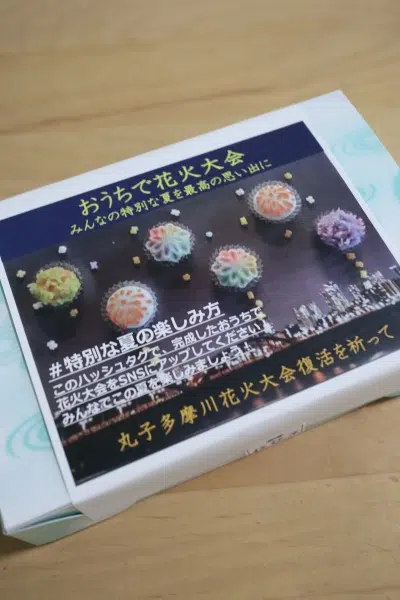 おうちで花火大会
みんなの特別な夏を最高の思い出に
#特別な夏の楽しみ方
このハッシュタグで、完成したおうちで
花火大会をSNSにアップしてください！
みんなでこの夏を楽しみましょう！
丸子多摩川花火大会復活を祈って